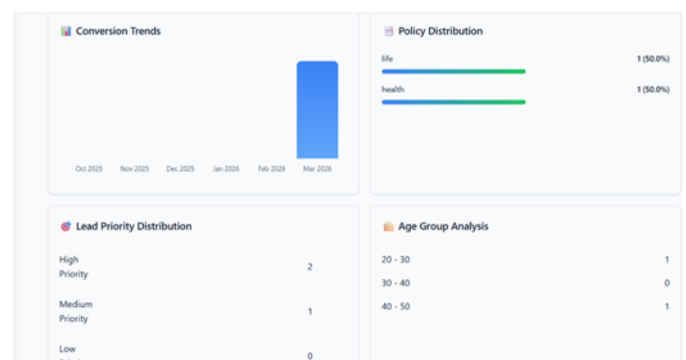 Conversion Trends
Oct 2025 Nov 2025 Dec 2025 Jan 2026 Feb 2026 Mar 2026
Policy Distribution
life 1 (50.0%)
health 1 (50.0%)
Lead Priority Distribution
High
Priority 2
Medium
Priority 1
Low
0
Age Group Analysis
20 - 30 1
30 - 40 0
40 - 50 1